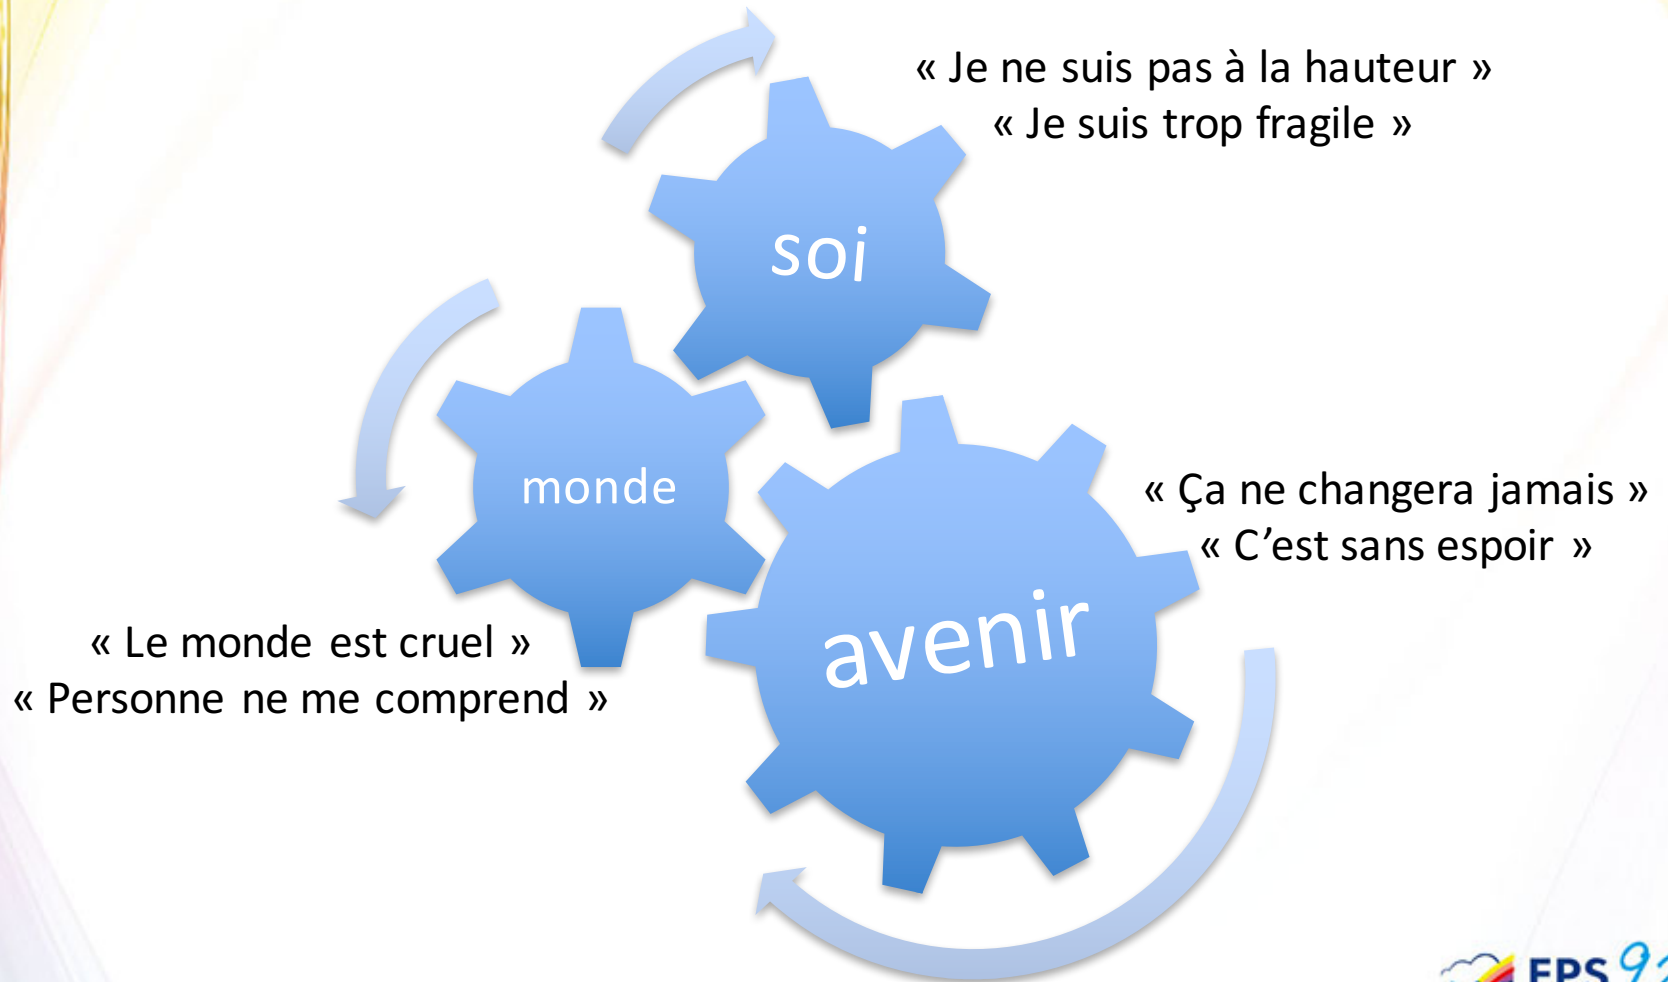 « Je ne suis pas à la hauteur »
« Je suis trop fragile »
soi
monde
« Ça ne changera jamais »
« C’est sans espoir »
avenir
« Le monde est cruel »
« Personne ne me comprend »
EPS 92